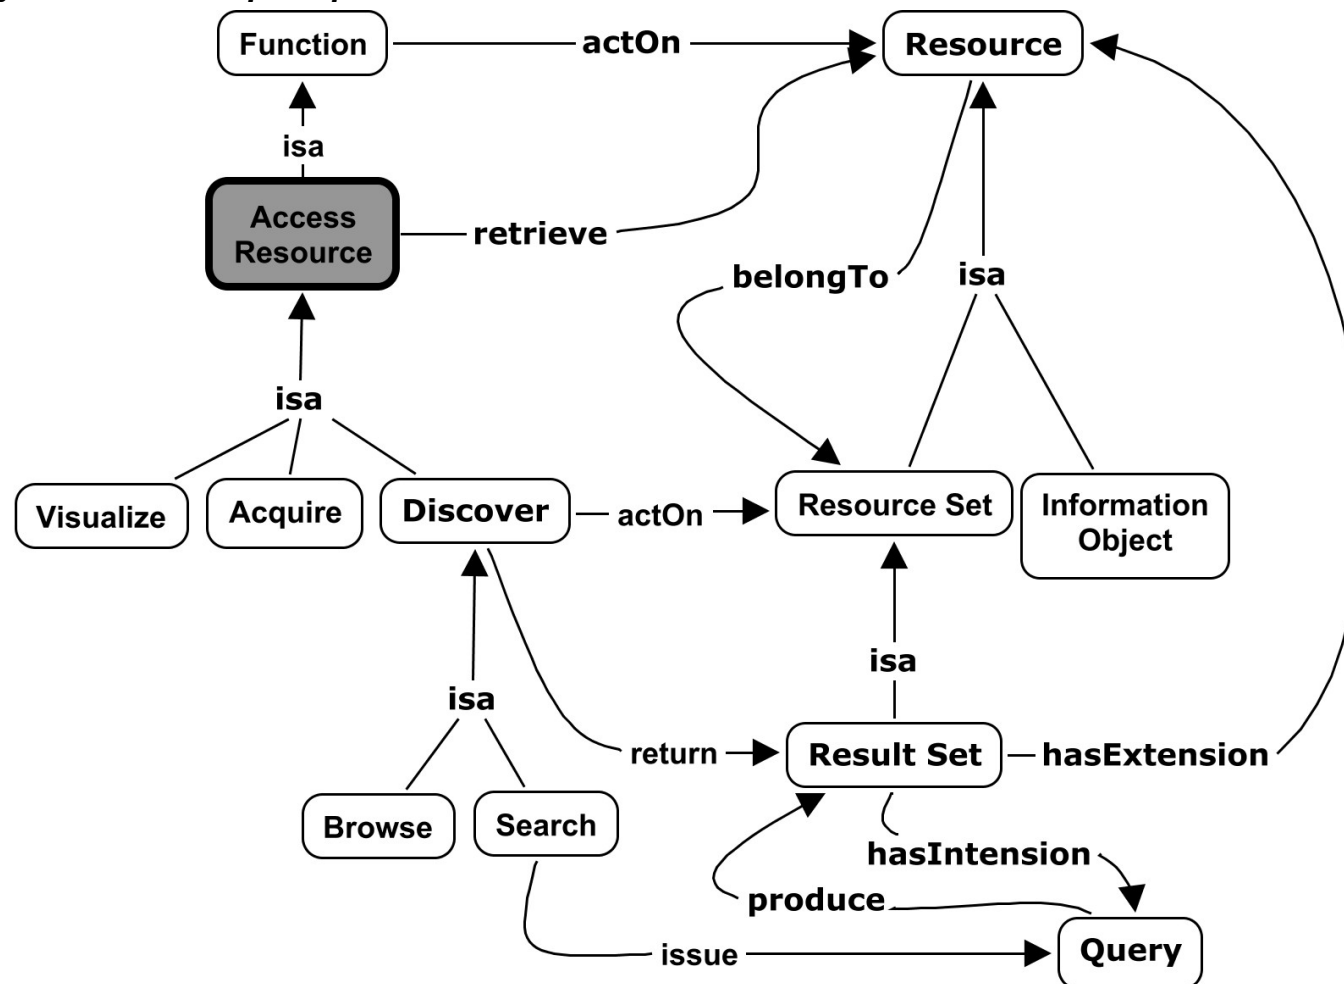 Function
actOn
Resource
isa
Access
Resource
retrieve
belongTo
isa
isa
Visualize
Acquire
Discover
actOn
Resource Set
Information
Object
isa
isa
return
Result Set
hasExtension
Browse
Search
hasIntension
produce
issue
Query